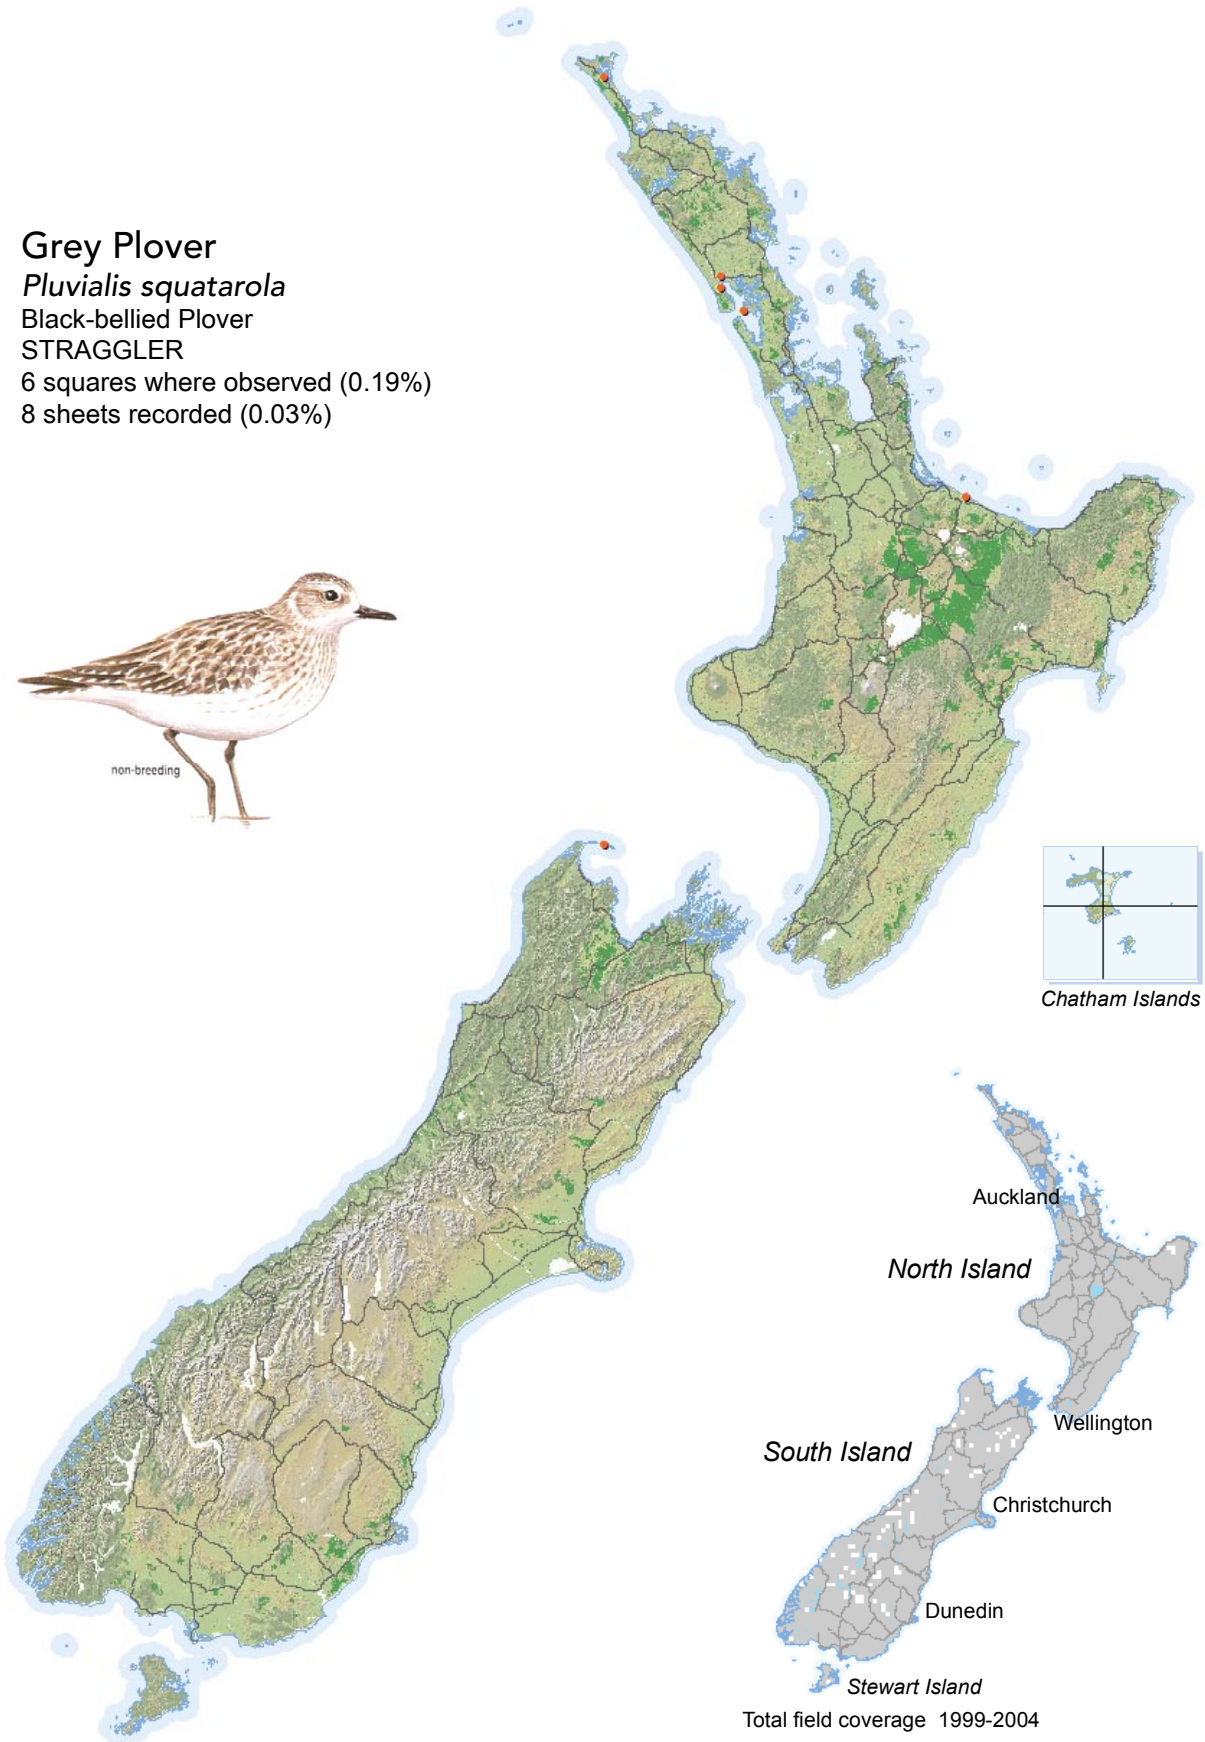 Grey Plover
Pluvialis squatarola
Black-bellied Plover
STRAGGLER
6 squares where observed (0.19%)
8 sheets recorded (0.03%)
non-breeding
Chatham Islands
Auckland
North Island
Wellington
South Island
Christchurch
Dunedin
Stewart Island
Total field coverage 1999-2004